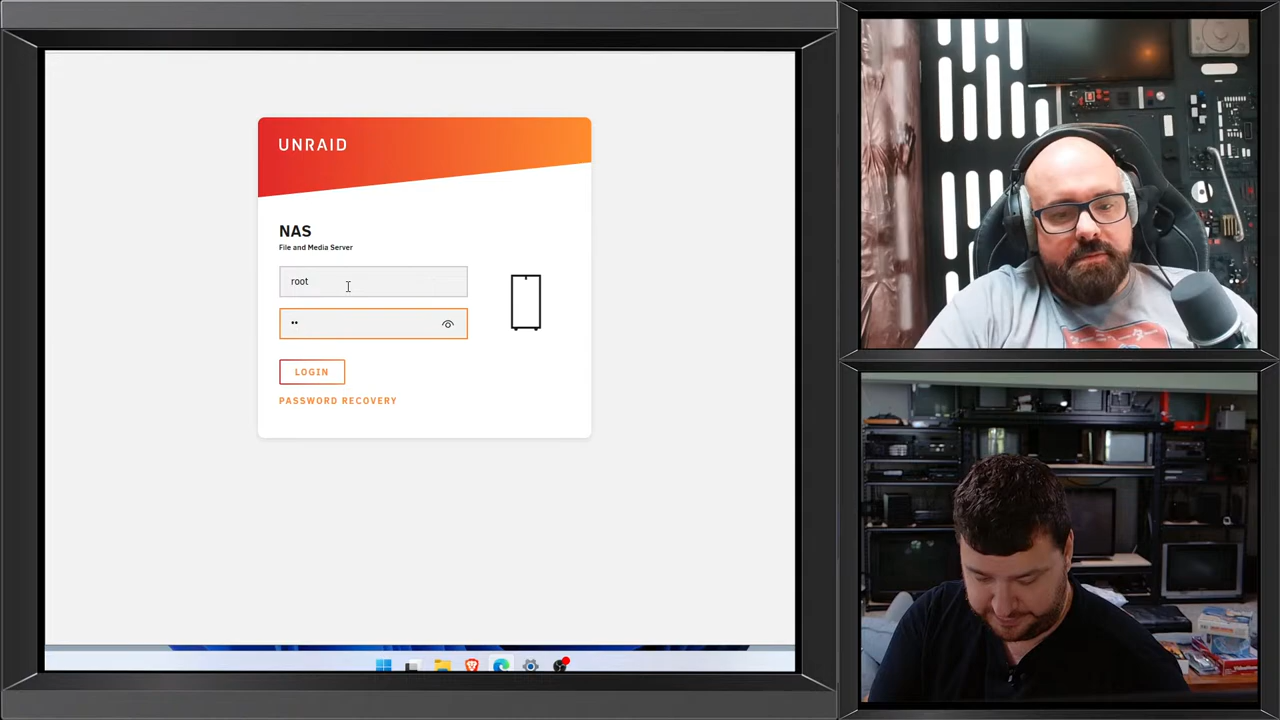 UNRAID
NAS
File and Media Server
root
••
LOGIN
PASSWORD RECOVERY